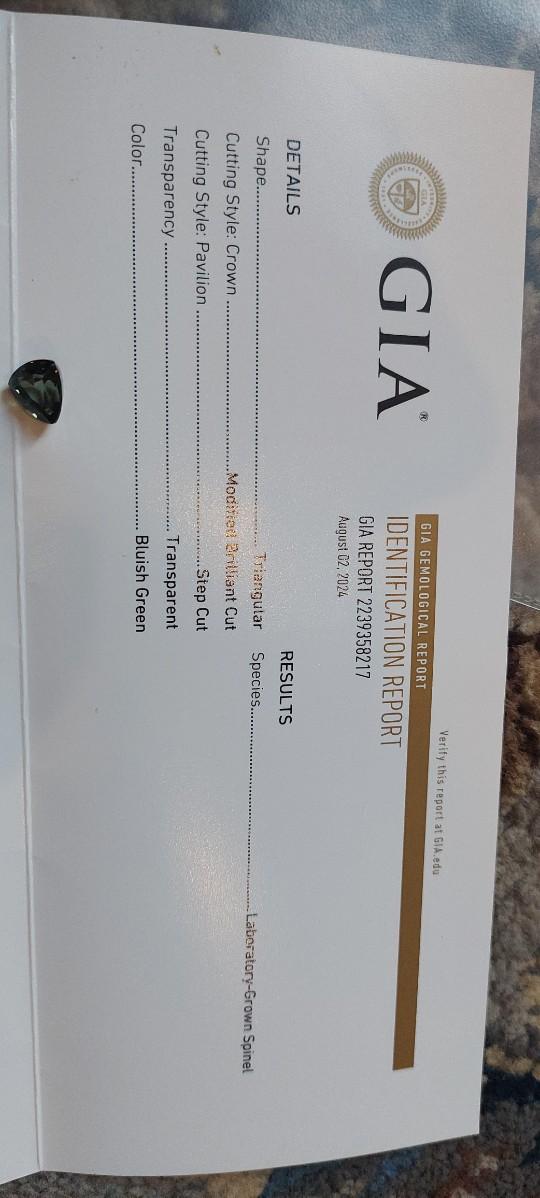 GIA®
Verify this report at GIA.edu
GIA GEMOLOGICAL REPORT
IDENTIFICATION REPORT
GIA REPORT 2239358217
August 02, 2024
DETAILS
Shape.......... Triangular
Cutting Style: Crown .......... Modified Brilliant Cut
Cutting Style: Pavilion .......... Step Cut
Transparency .......... Transparent
Color.......... Bluish Green
RESULTS
Species.......... Laboratory-Grown Spinel